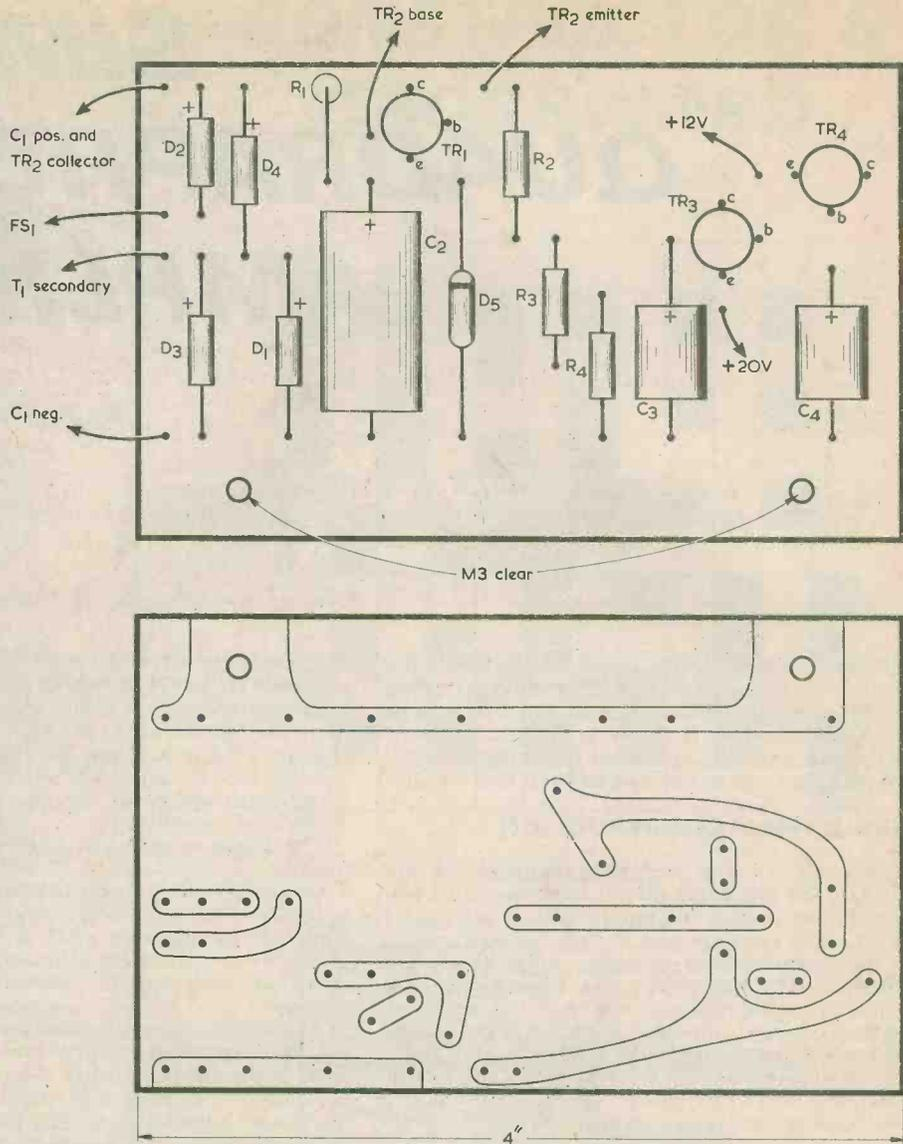 TR2 base
TR2 emitter
C1 pos. and
TR2 collector
+
D2
+
D4
R1
c
b
e
TR1
R2
+12V
TR4
e
c
b
FS1
TR3
c
b
e
T1 secondary
+
C2
+
D3
+
D1
D5
R3
R4
+
C3
+20V
+
C4
C1 neg.
M3 clear
4"